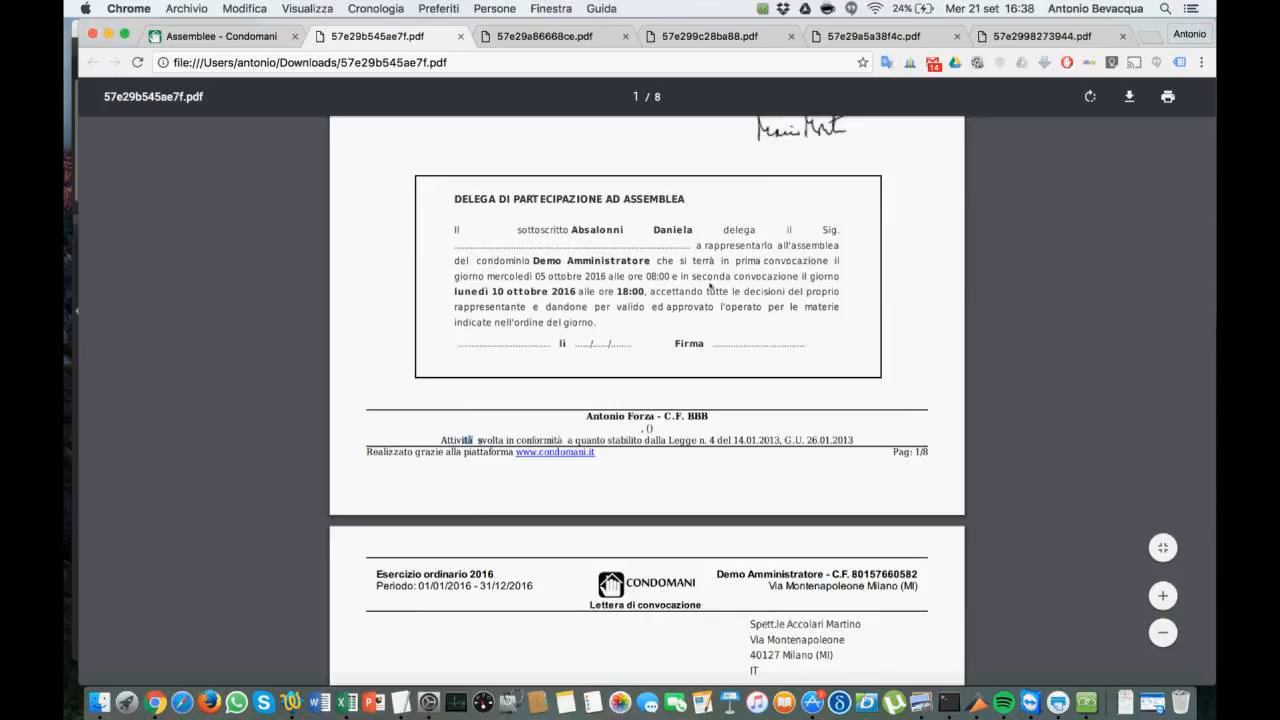 Chrome Archivio Modifica Visualizza Cronologia Preferiti Persone Finestra Guida 24% Mer 21 set 16:38 Antonio Bevacqua
Assemblee - Condomani × 57e29b545ae7f.pdf × 57e29a86668ce.pdf × 57e299c28ba88.pdf × 57e29a5a38f4c.pdf × 57e2998273944.pdf × Antonio
file:///Users/antonio/Downloads/57e29b545ae7f.pdf 14
57e29b545ae7f.pdf 1 / 8
DELEGA DI PARTECIPAZIONE AD ASSEMBLEA
Il sottoscritto Absalonni Daniela delega il Sig.
........................................................................................ a rappresentarlo all'assemblea
del condominio Demo Amministratore che si terrà in prima convocazione il
giorno mercoledì 05 ottobre 2016 alle ore 08:00 e in seconda convocazione il giorno
lunedì 10 ottobre 2016 alle ore 18:00, accettando tutte le decisioni del proprio
rappresentante e dandone per valido ed approvato l'operato per le materie
indicate nell'ordine del giorno.
.................................... lì ....../....../........ Firma ....................................
Antonio Forza - C.F. BBB
, ()
Attività svolta in conformità a quanto stabilito dalla Legge n. 4 del 14.01.2013, G.U. 26.01.2013
Realizzato grazie alla piattaforma www.condomani.it Pag: 1/8
Esercizio ordinario 2016
Periodo: 01/01/2016 - 31/12/2016
CONDOMANI
Lettera di convocazione
Demo Amministratore - C.F. 80157660582
Via Montenapoleone Milano (MI)
Spett.le Accolari Martino
Via Montenapoleone
40127 Milano (MI)
IT